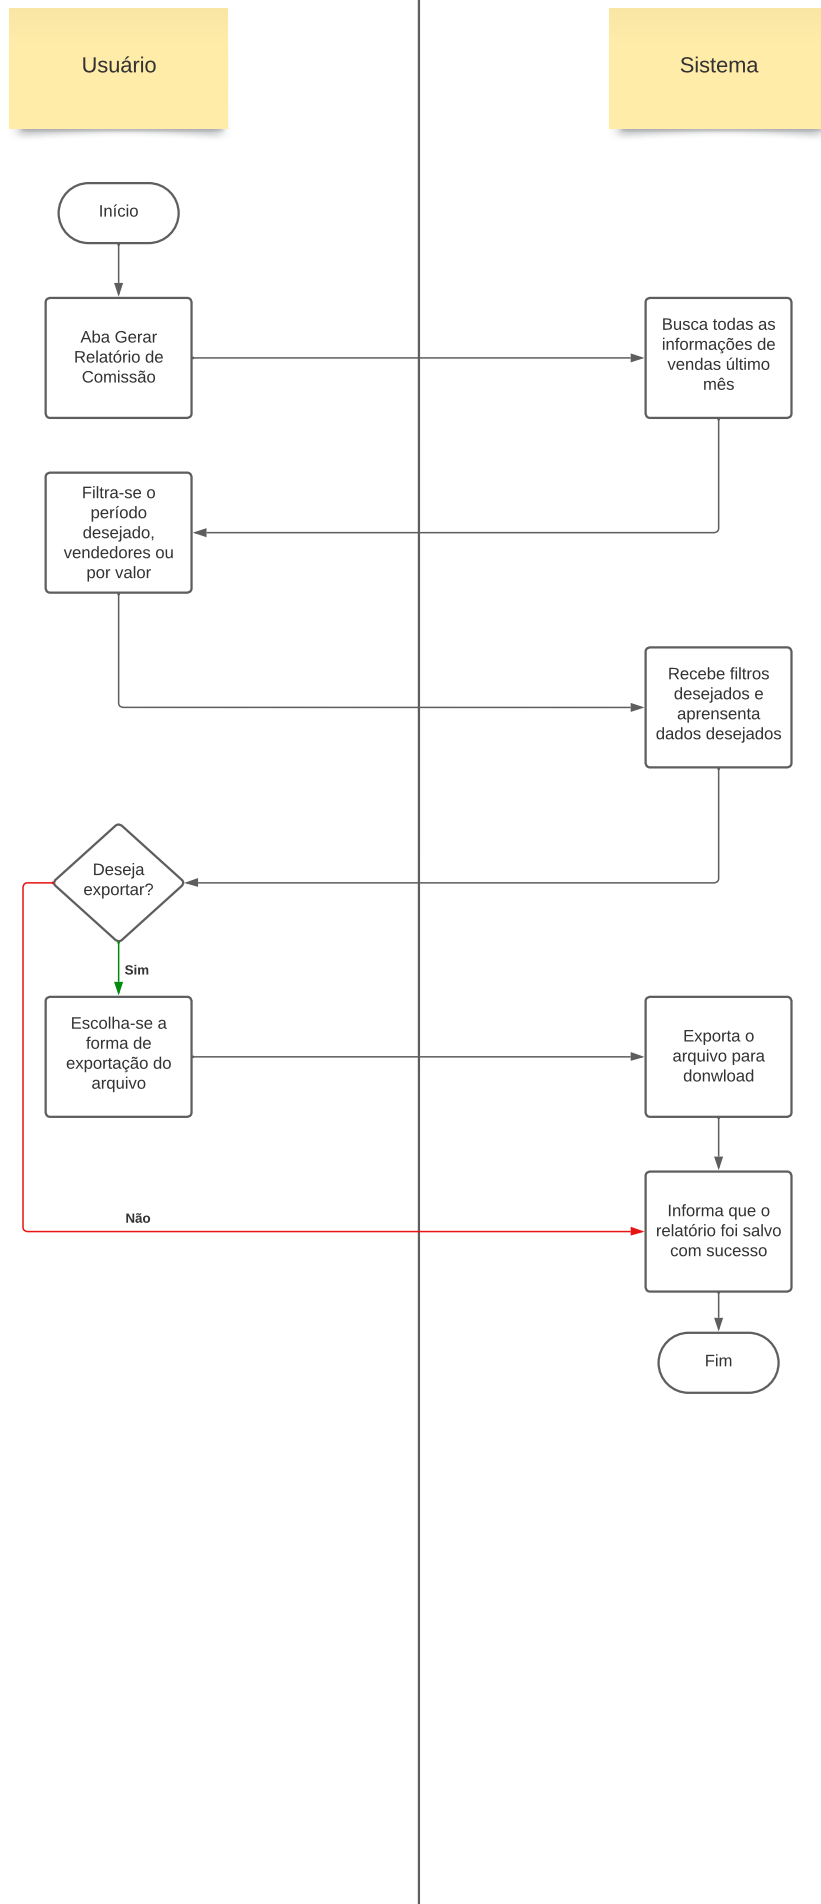 Usuário
Sistema
Início
Aba Gerar
Relatório de
Comissão
Busca todas as
informações de
vendas último
mês
Filtra-se o
período
desejado,
vendedores ou
por valor
Recebe filtros
desejados e
aprensenta
dados desejados
Deseja
exportar?
Sim
Escolha-se a
forma de
exportação do
arquivo
Exporta o
arquivo para
donwload
Não
Informa que o
relatório foi salvo
com sucesso
Fim